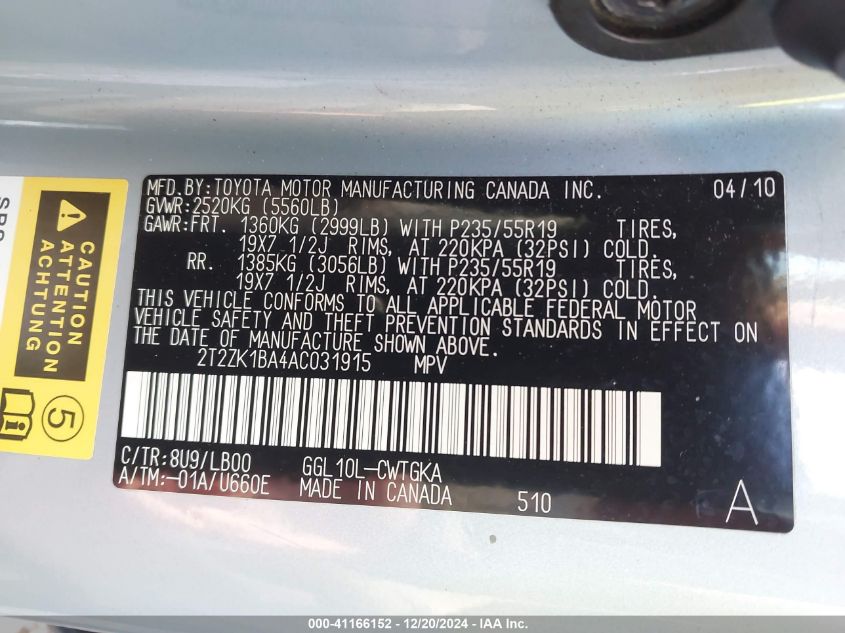 MFD.BY:TOYOTA MOTOR MANUFACTURING CANADA INC. 04/10
GVWR:2520KG (5560LB)
GAWR:FRT. 1360KG (2999LB) WITH P235/55R19 TIRES,
19X7 1/2J RIMS, AT 220KPA (32PSI) COLD.
RR. 1385KG (3056LB) WITH P235/55R19 TIRES,
19X7 1/2J RIMS, AT 220KPA (32PSI) COLD.
THIS VEHICLE CONFORMS TO ALL APPLICABLE FEDERAL MOTOR
VEHICLE SAFETY AND THEFT PREVENTION STANDARDS IN EFFECT ON
THE DATE OF MANUFACTURE SHOWN ABOVE.
2T2ZK1BA4AC031915 MPV
C/TR:8U9/LB00 GGL10L-CWTGKA
A/TM:-01A/U660E MADE IN CANADA 510 A
CAUTION
ATTENTION
ACHTUNG
5
000-41166152 - 12/20/2024 - IAA Inc.